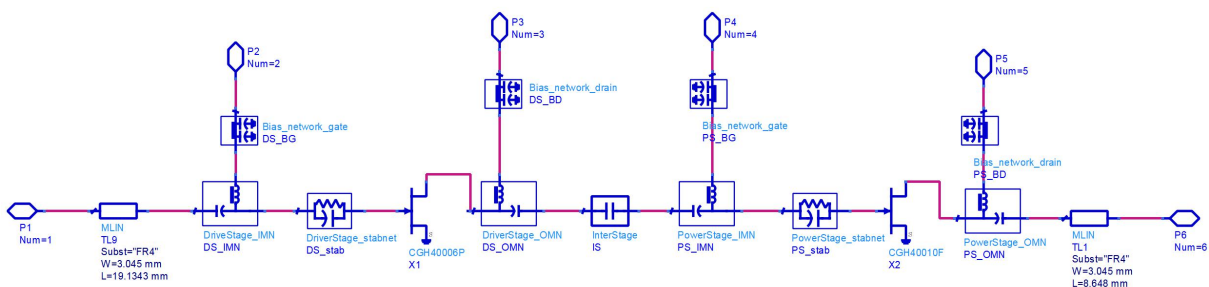 P3
Num=3
P4
Num=4
P2
Num=2
P5
Num=5
Bias_network_drain
DS_BD
Bias_network_gate
DS_BG
Bias_network_gate
PS_BG
Bias_network_drain
PS_BD
P1
Num=1
MLIN
TL9
Subst="FR4"
W=3.045 mm
L=19.1343 mm
DriveStage_IMN
DS_IMN
DriverStage_stabnet
DS_stab
CGH40006P
X1
DriverStage_OMN
DS_OMN
InterStage
IS
PowerStage_IMN
PS_IMN
PowerStage_stabnet
PS_stab
CGH40010F
X2
PowerStage_OMN
PS_OMN
MLIN
TL1
Subst="FR4"
W=3.045 mm
L=8.648 mm
P6
Num=6